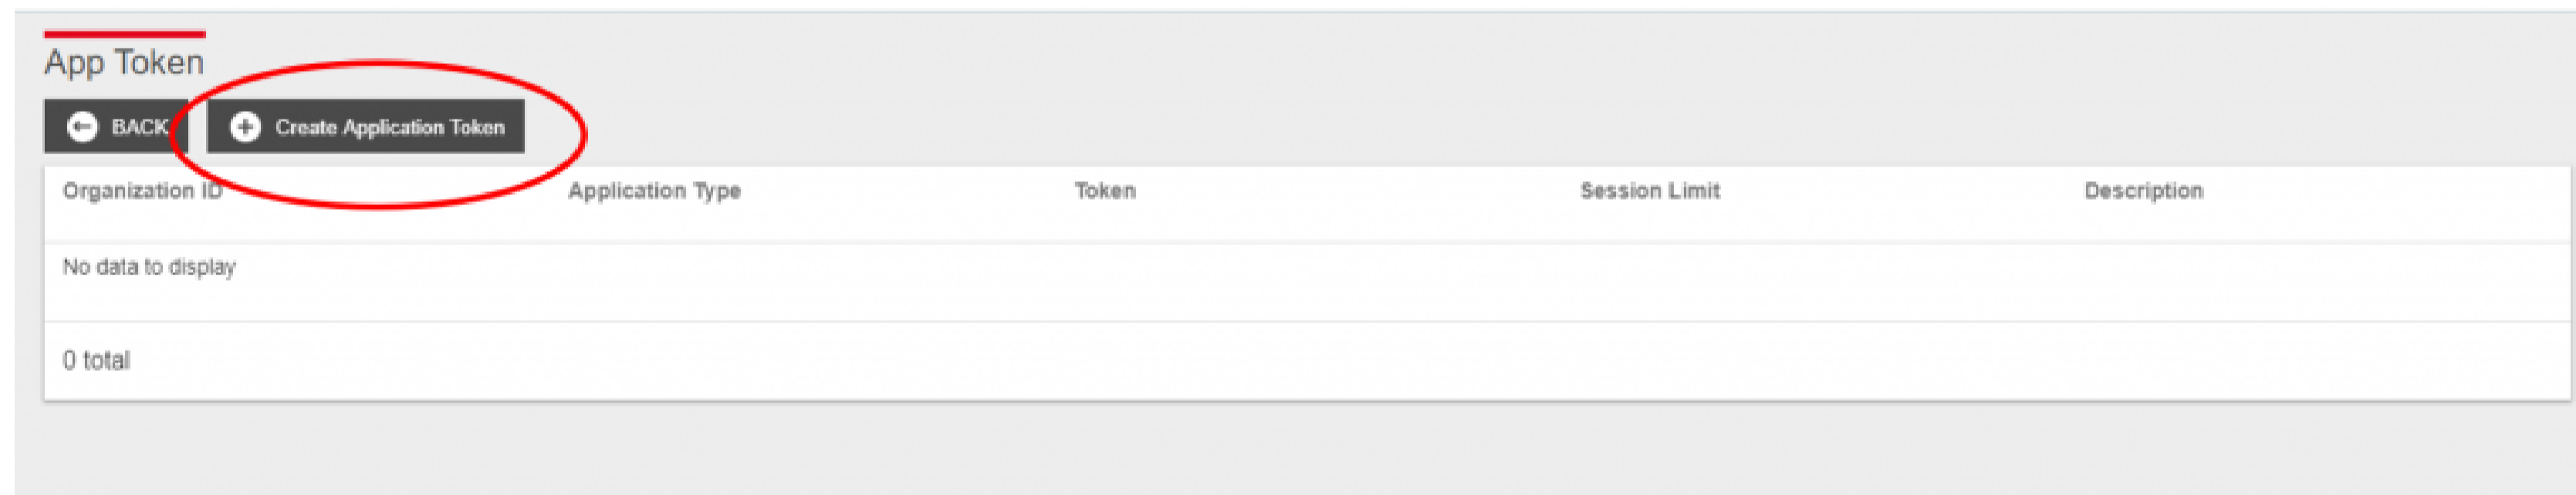 App Token
BACK Create Application Token
Organization ID Application Type Token Session Limit Description
No data to display
0 total